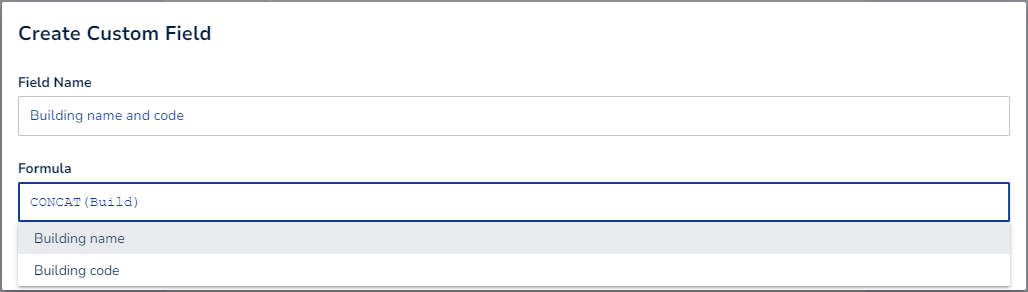 Create Custom Field
Field Name
Building name and code
Formula
CONCAT(Build)
Building name
Building code